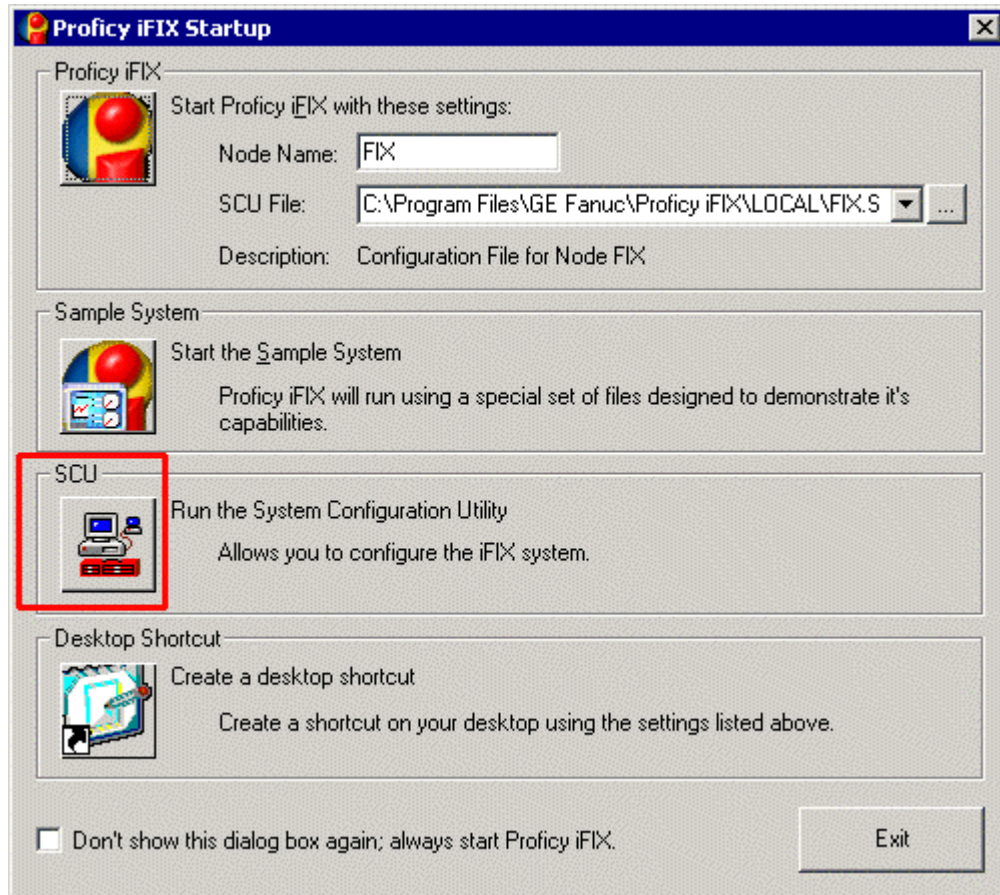 Proficy iFIX Startup
Proficy iFIX
Start Proficy iFIX with these settings:
Node Name: FIX
SCU File: C:\Program Files\GE Fanuc\Proficy iFIX\LOCAL\FIX.S ...
Description: Configuration File for Node FIX
Sample System
Start the Sample System
Proficy iFIX will run using a special set of files designed to demonstrate it's
capabilities.
SCU
Run the System Configuration Utility
Allows you to configure the iFIX system.
Desktop Shortcut
Create a desktop shortcut
Create a shortcut on your desktop using the settings listed above.
Don't show this dialog box again; always start Proficy iFIX.
Exit